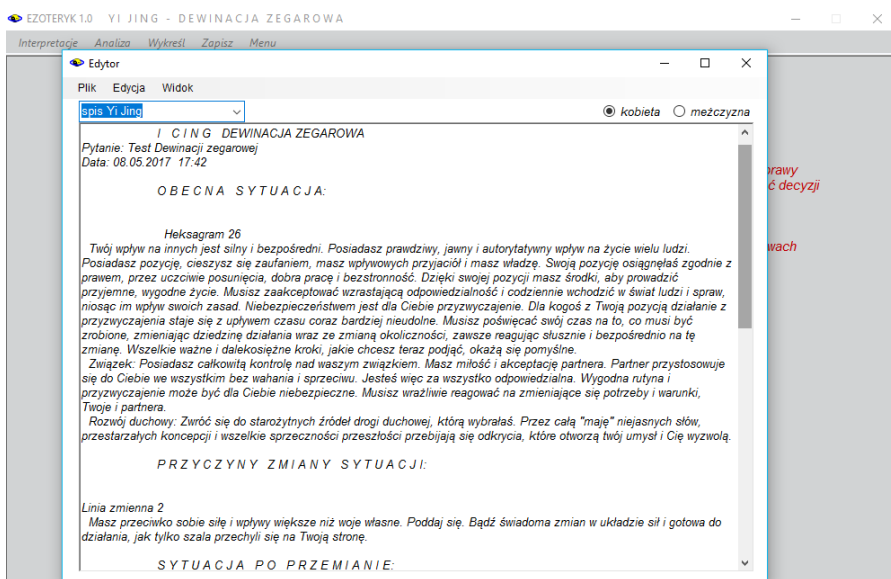 EZOTERYK 1.0 YI JING - DEWINACJA ZEGAROWA
Interpretacje Analiza Wykreśl Zapisz Menu
Edytor
Plik Edycja Widok
spis Yi Jing kobieta meżczyzna
I CING DEWINACJA ZEGAROWA
Pytanie: Test Dewinacji zegarowej
Data: 08.05.2017 17:42
OBECNA SYTUACJA:
Heksagram 26
Twój wpływ na innych jest silny i bezpośredni. Posiadasz prawdziwy, jawny i autorytatywny wpływ na życie wielu ludzi.
Posiadasz pozycję, cieszysz się zaufaniem, masz wpływowych przyjaciół i masz władzę. Swoją pozycję osiągnęłaś zgodnie z
prawem, przez uczciwie posunięcia, dobra pracę i bezstronność. Dzięki swojej pozycji masz środki, aby prowadzić
przyjemne, wygodne życie. Musisz zaakceptować wzrastającą odpowiedzialność i codziennie wchodzić w świat ludzi i spraw,
niosąc im wpływ swoich zasad. Niebezpieczeństwem jest dla Ciebie przyzwyczajenie. Dla kogoś z Twoją pozycją działanie z
przyzwyczajenia staje się z upływem czasu coraz bardziej nieudolne. Musisz poświęcać swój czas na to, co musi być
zrobione, zmieniając dziedzinę działania wraz ze zmianą okoliczności, zawsze reagując słusznie i bezpośrednio na tę
zmianę. Wszelkie ważne i dalekosiężne kroki, jakie chcesz teraz podjąć, okażą się pomyślne.
Związek: Posiadasz całkowitą kontrolę nad waszym związkiem. Masz miłość i akceptację partnera. Partner przystosowuje
się do Ciebie we wszystkim bez wahania i sprzeciwu. Jesteś więc za wszystko odpowiedzialna. Wygodna rutyna i
przyzwyczajenie może być dla Ciebie niebezpieczne. Musisz wrażliwie reagować na zmieniające się potrzeby i warunki,
Twoje i partnera.
Rozwój duchowy: Zwróć się do starożytnych źródeł drogi duchowej, którą wybrałaś. Przez całą "maję" niejasnych słów,
przestarzałych koncepcji i wszelkie sprzeczności przeszłości przebijają się odkrycia, które otworzą twój umysł i Cię wyzwolą.
PRZYCZYNY ZMIANY SYTUACJI:
Linia zmienna 2
Masz przeciwko sobie siłę i wpływy większe niż woje własne. Poddaj się. Bądź świadoma zmian w układzie sił i gotowa do
działania, jak tylko szala przechyli się na Twoją stronę.
SYTUACJA PO PRZEMIANIE:
prawy
ć decyzji
wach